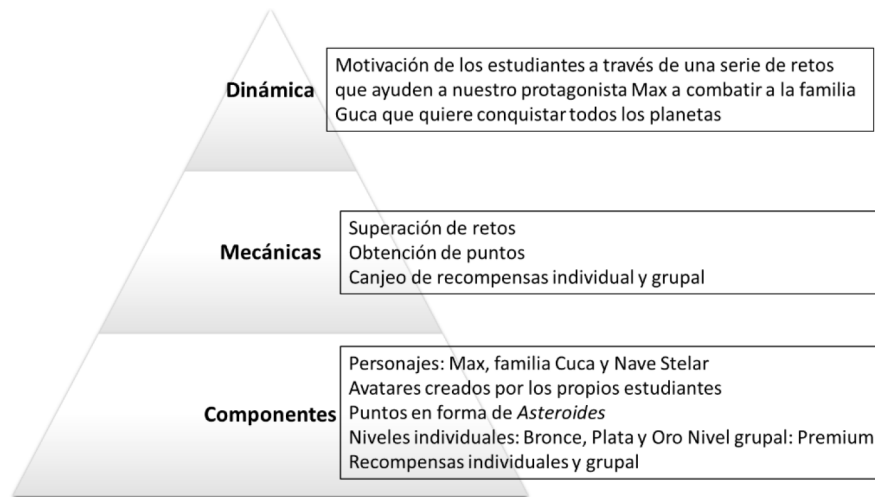 Dinámica
Motivación de los estudiantes a través de una serie de retos
que ayuden a nuestro protagonista Max a combatir a la familia
Guca que quiere conquistar todos los planetas
Mecánicas
Superación de retos
Obtención de puntos
Canjeo de recompensas individual y grupal
Componentes
Personajes: Max, familia Cuca y Nave Stelar
Avatares creados por los propios estudiantes
Puntos en forma de Asteroides
Niveles individuales: Bronce, Plata y Oro Nivel grupal: Premium
Recompensas individuales y grupal